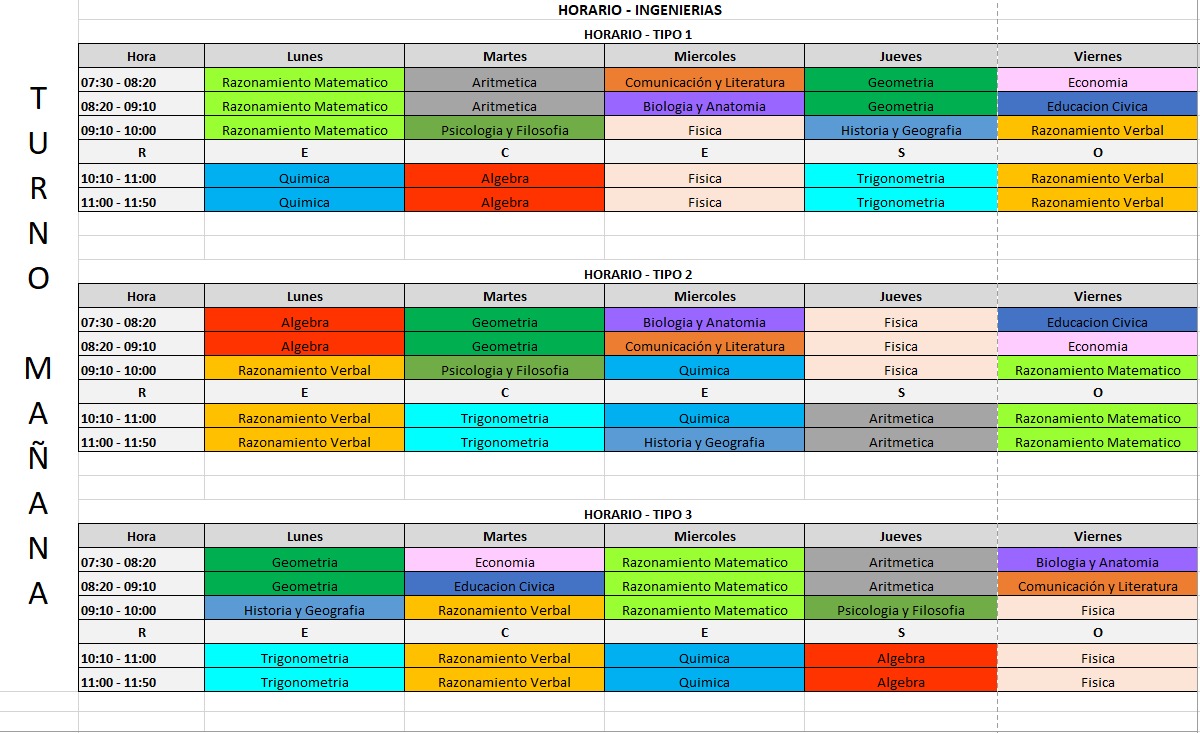 HORARIO - INGENIERIAS
TURNO MAÑANA
HORARIO - TIPO 1
Hora Lunes Martes Miercoles Jueves Viernes
07:30 - 08:20 Razonamiento Matematico Aritmetica Comunicación y Literatura Geometria Economia
08:20 - 09:10 Razonamiento Matematico Aritmetica Biologia y Anatomia Geometria Educacion Civica
09:10 - 10:00 Razonamiento Matematico Psicologia y Filosofia Fisica Historia y Geografia Razonamiento Verbal
R E C E S O
10:10 - 11:00 Quimica Algebra Fisica Trigonometria Razonamiento Verbal
11:00 - 11:50 Quimica Algebra Fisica Trigonometria Razonamiento Verbal
HORARIO - TIPO 2
Hora Lunes Martes Miercoles Jueves Viernes
07:30 - 08:20 Algebra Geometria Biologia y Anatomia Fisica Educacion Civica
08:20 - 09:10 Algebra Geometria Comunicación y Literatura Fisica Economia
09:10 - 10:00 Razonamiento Verbal Psicologia y Filosofia Quimica Fisica Razonamiento Matematico
R E C E S O
10:10 - 11:00 Razonamiento Verbal Trigonometria Quimica Aritmetica Razonamiento Matematico
11:00 - 11:50 Razonamiento Verbal Trigonometria Historia y Geografia Aritmetica Razonamiento Matematico
HORARIO - TIPO 3
Hora Lunes Martes Miercoles Jueves Viernes
07:30 - 08:20 Geometria Economia Razonamiento Matematico Aritmetica Biologia y Anatomia
08:20 - 09:10 Geometria Educacion Civica Razonamiento Matematico Aritmetica Comunicación y Literatura
09:10 - 10:00 Historia y Geografia Razonamiento Verbal Razonamiento Matematico Psicologia y Filosofia Fisica
R E C E S O
10:10 - 11:00 Trigonometria Razonamiento Verbal Quimica Algebra Fisica
11:00 - 11:50 Trigonometria Razonamiento Verbal Quimica Algebra Fisica